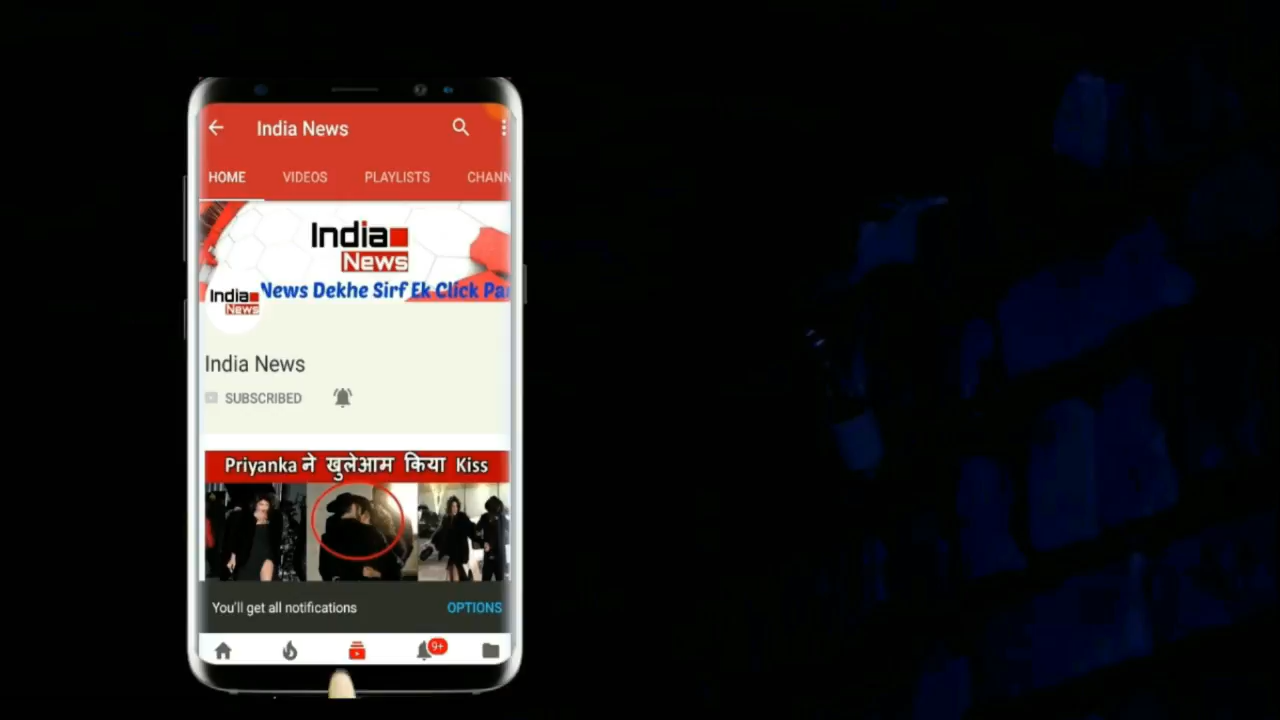 India News
HOME VIDEOS PLAYLISTS CHANN
India
News
News Dekhe Sirf Ek Click Par
India
News
India News
SUBSCRIBED
Priyanka ने खुलेआम किया Kiss
You'll get all notifications OPTIONS
9+